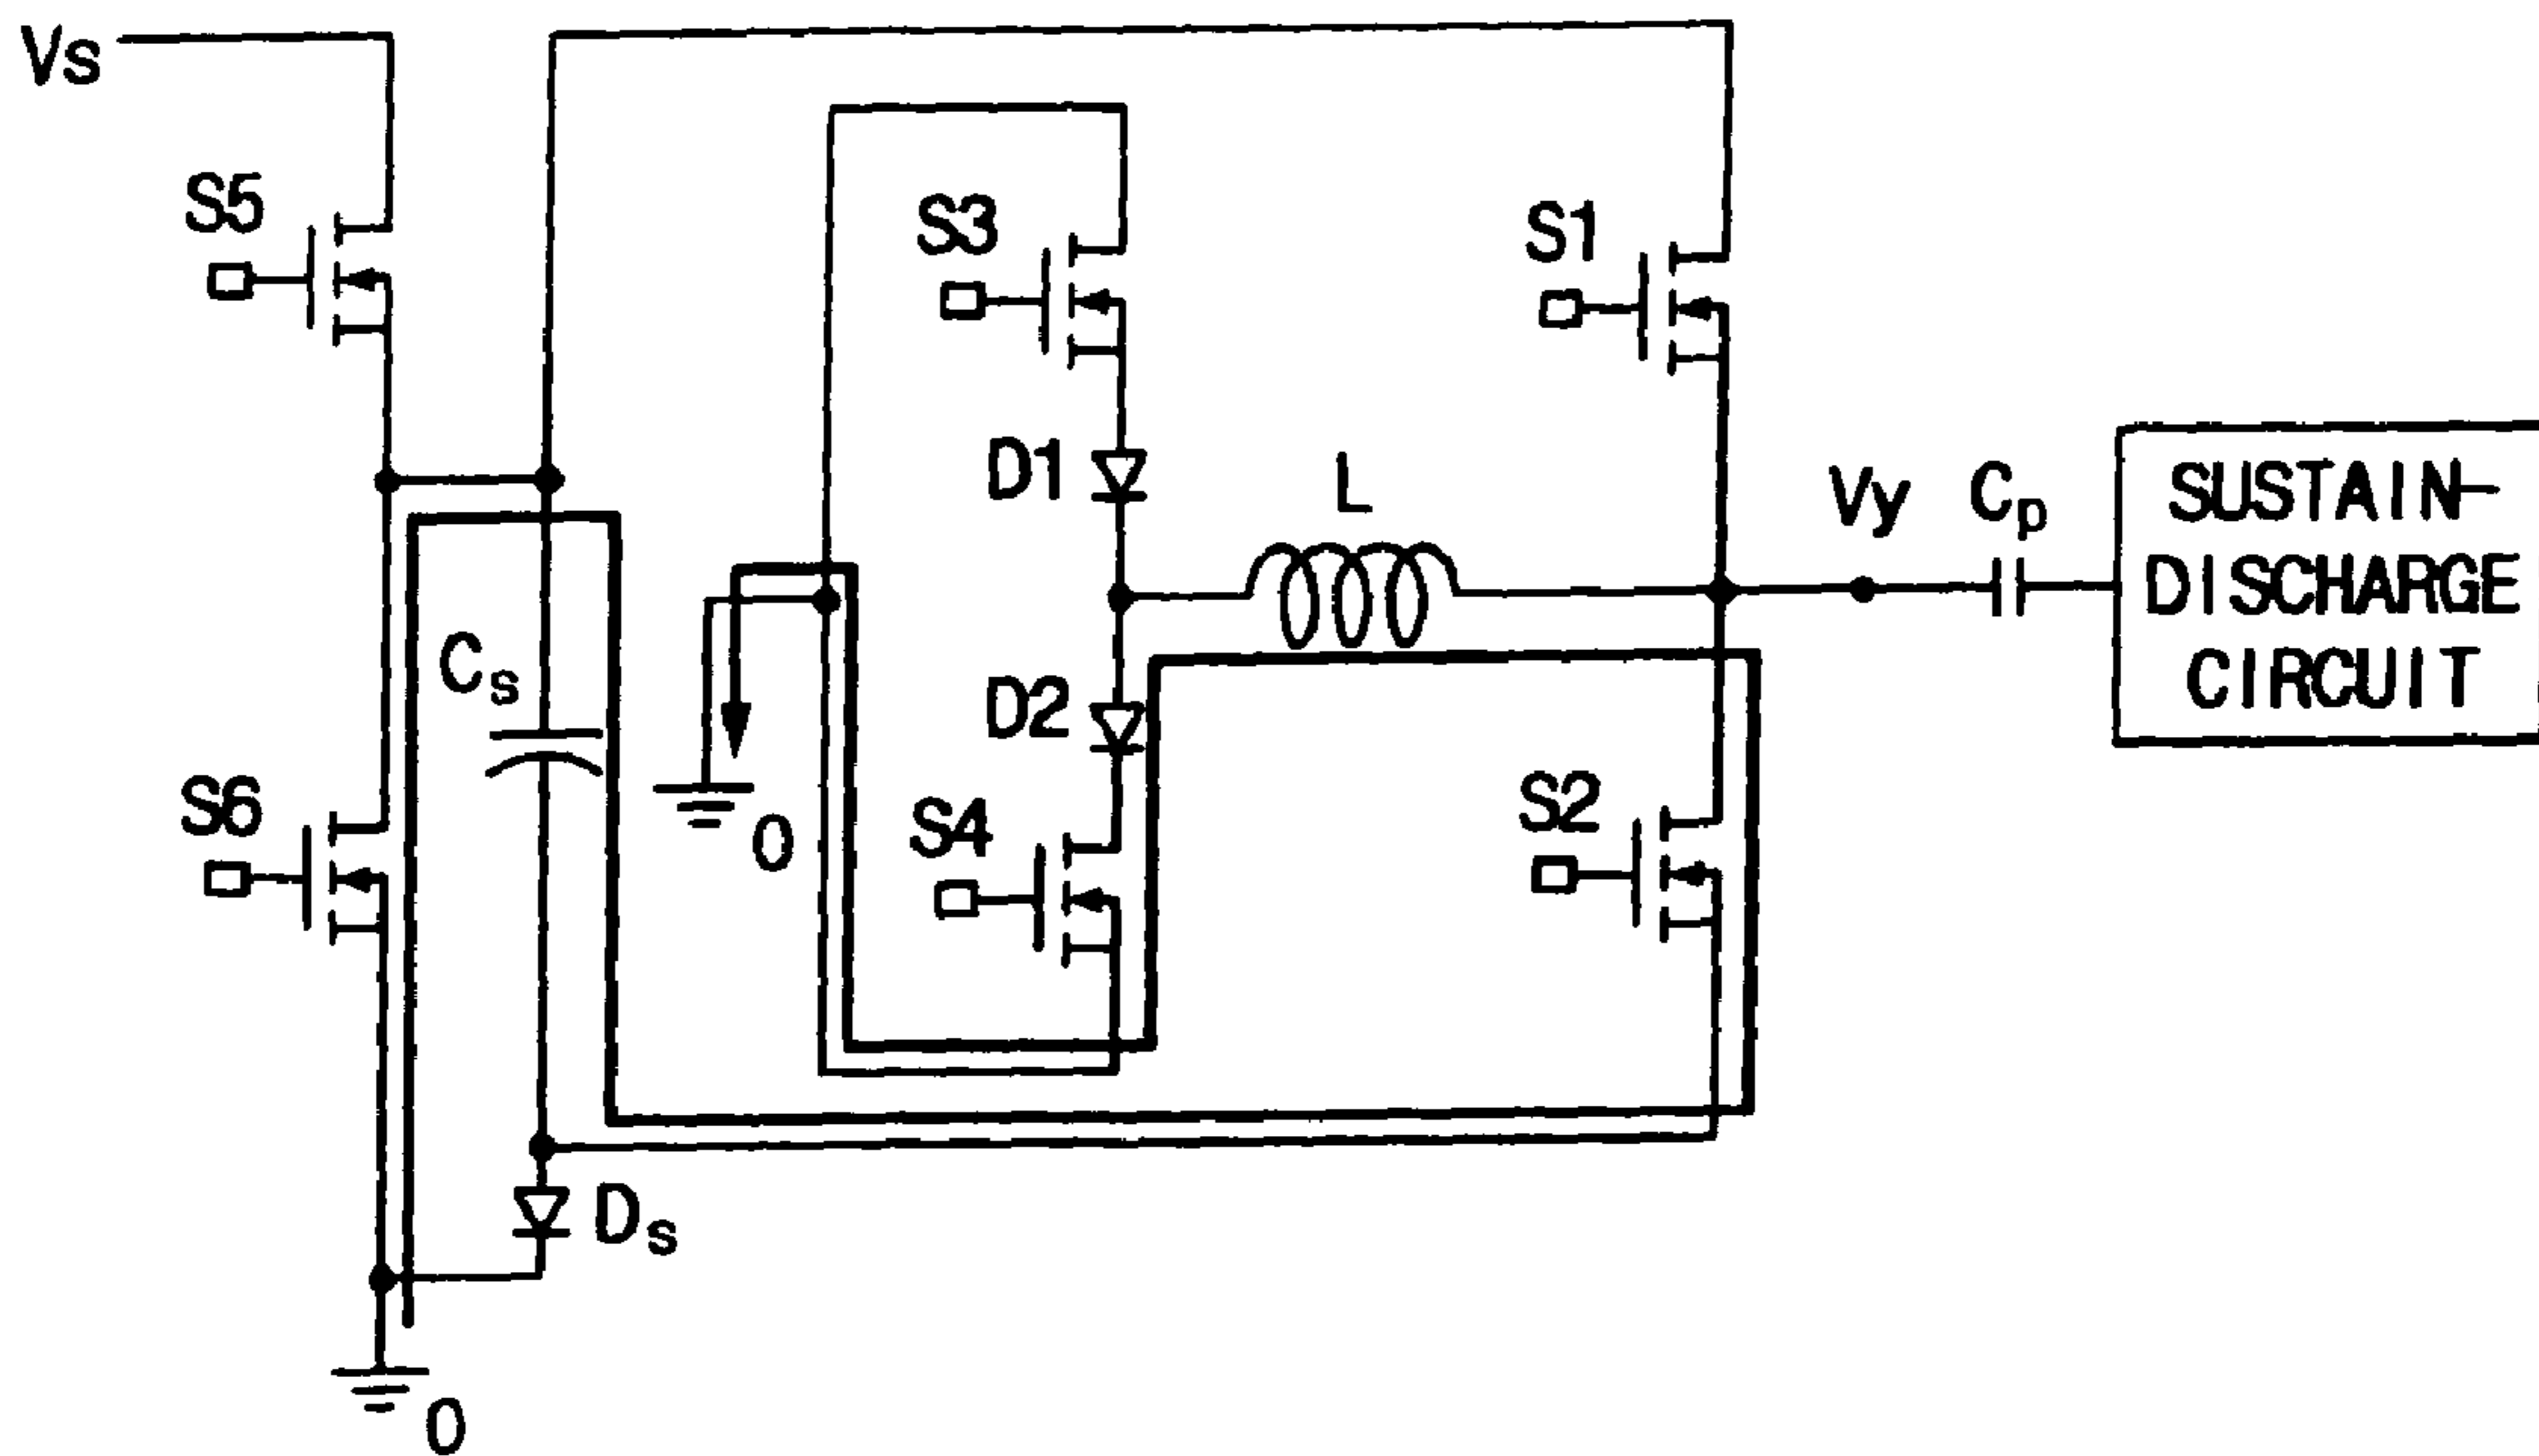 Vs
S5
S3
S1
D1
L
Vy
Cp
SUSTAIN-
DISCHARGE
CIRCUIT
Cs
D2
S6
0
S4
S2
Ds
0